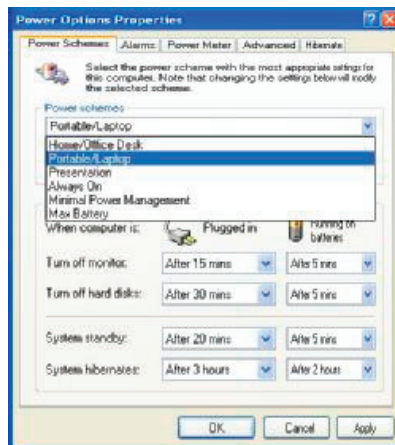 Power Options Properties
Power Schemes Alarms Power Meter Advanced Hibernate
Select the power scheme with the most appropriate settings for
this computer. Note that changing the settings below will modify
the selected scheme.
Power schemes
Portable/Laptop
Home/Office Desk
Portable/Laptop
Presentation
Always On
Minimal Power Management
Max Battery
When computer is: Plugged in Running on
batteries
Turn off monitor: After 15 mins After 5 mins
Turn off hard disks: After 30 mins After 5 mins
System standby: After 20 mins After 5 mins
System hibernates: After 3 hours After 2 hours
OK Cancel Apply